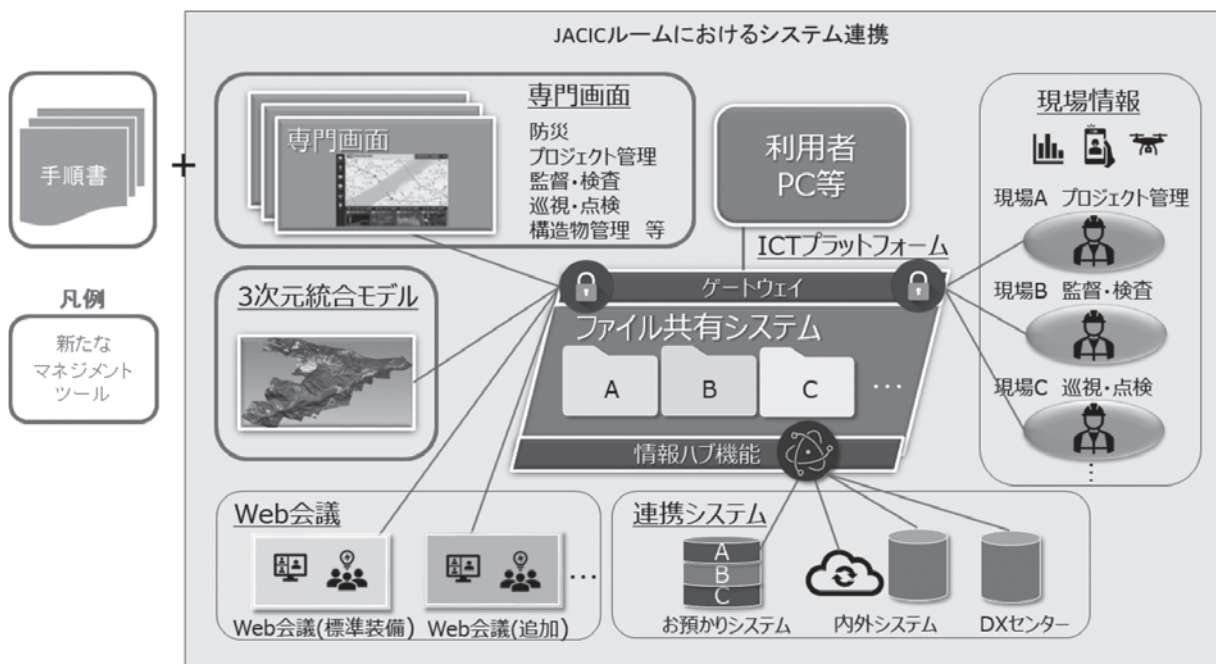 JACICルームにおけるシステム連携
手順書
+
凡例
新たな
マネジメント
ツール
専門画面
専門画面
防災
プロジェクト管理
監督・検査
巡視・点検
構造物管理 等
利用者
PC等
現場情報
現場A プロジェクト管理
現場B 監督・検査
現場C 巡視・点検
⋮
ICTプラットフォーム
ゲートウェイ
ファイル共有システム
A
B
C
…
情報ハブ機能
3次元統合モデル
Web会議
…
Web会議(標準装備)
Web会議(追加)
連携システム
A
B
C
お預かりシステム
内外システム
DXセンター